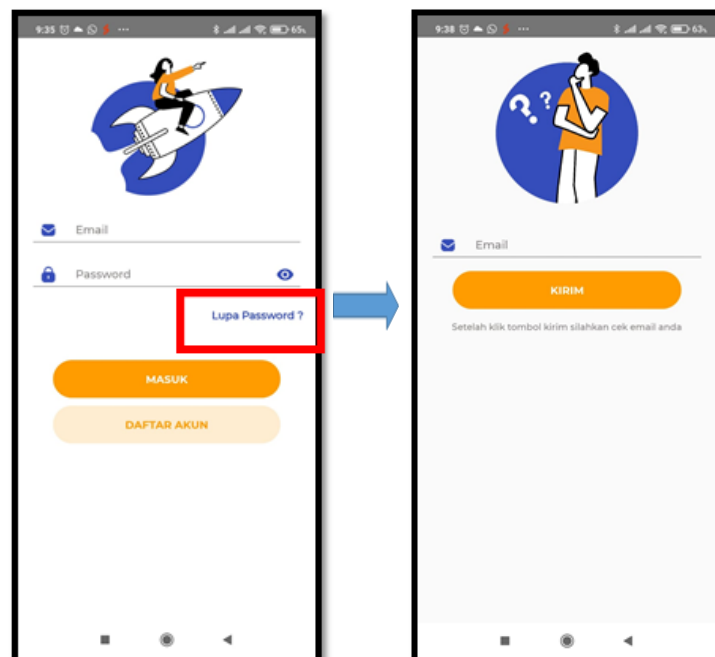 9:35 ... 65%
Email
Password
Lupa Password ?
MASUK
DAFTAR AKUN
9:38 ... 63%
? ?
Email
KIRIM
Setelah klik tombol kirim silahkan cek email anda